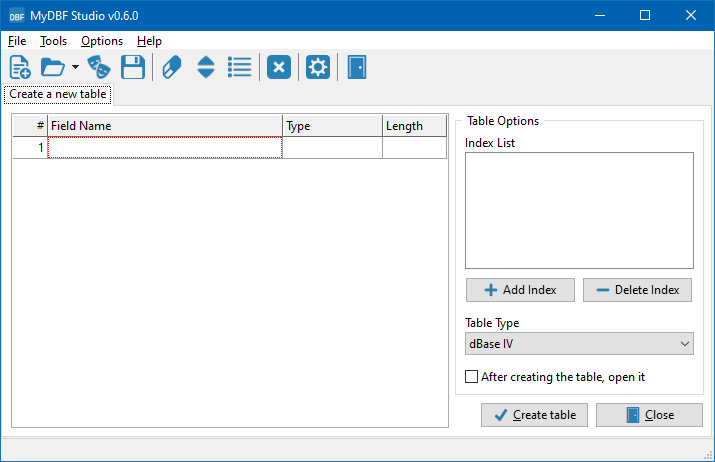 DBF MyDBF Studio v0.6.0
File Tools Options Help
Create a new table
# Field Name Type Length
1
Table Options
Index List
Add Index Delete Index
Table Type
dBase IV
After creating the table, open it
Create table Close